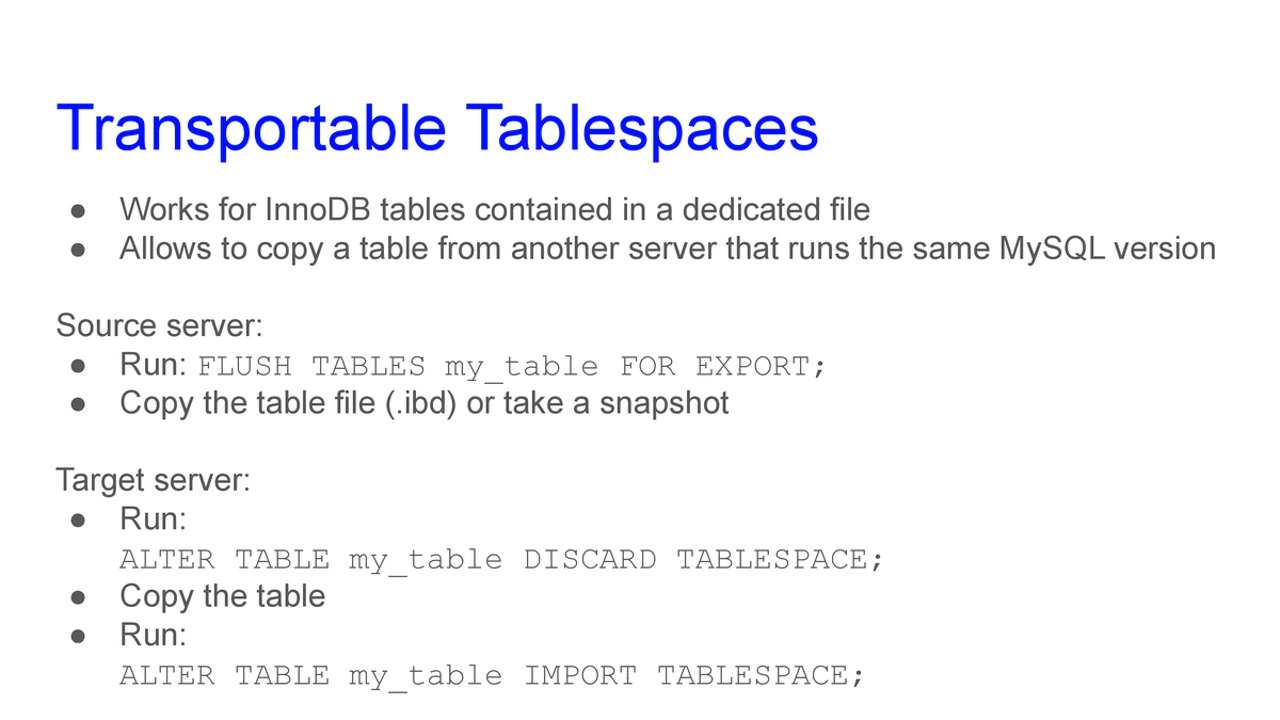 Transportable Tablespaces
● Works for InnoDB tables contained in a dedicated file
● Allows to copy a table from another server that runs the same MySQL version
Source server:
● Run: FLUSH TABLES my_table FOR EXPORT;
● Copy the table file (.ibd) or take a snapshot
Target server:
● Run:
ALTER TABLE my_table DISCARD TABLESPACE;
● Copy the table
● Run:
ALTER TABLE my_table IMPORT TABLESPACE;